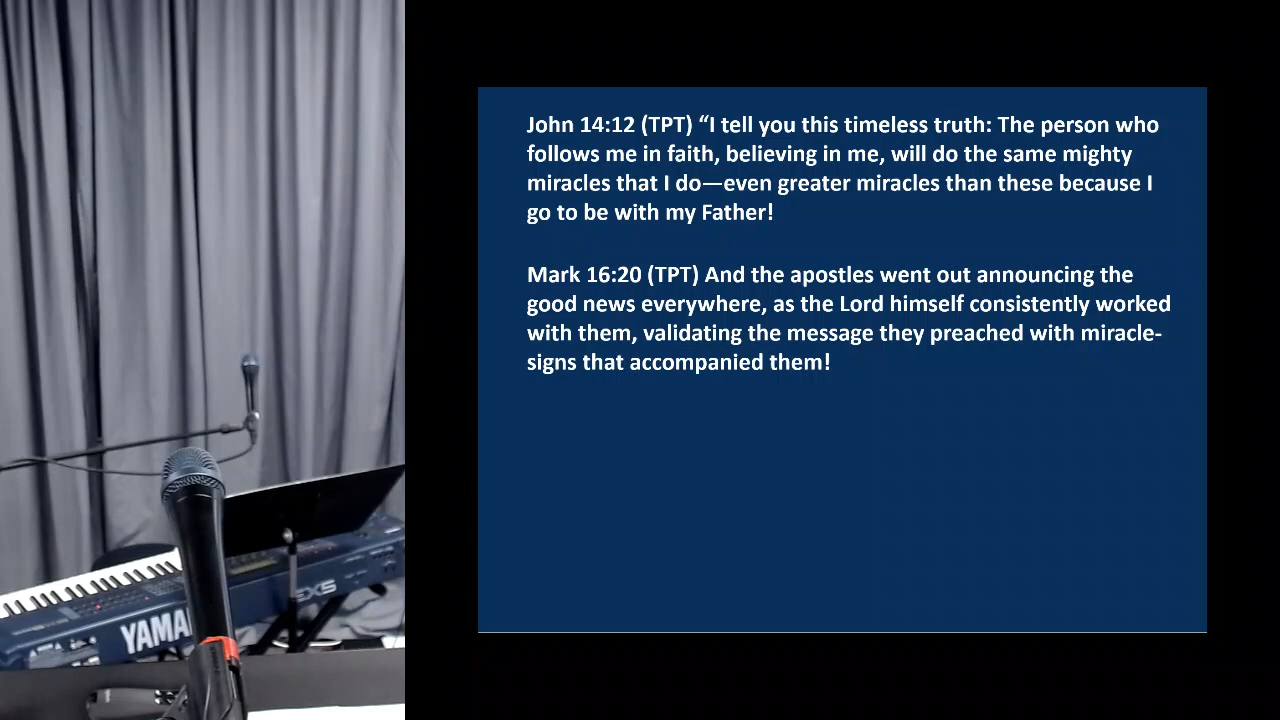 John 14:12 (TPT) “I tell you this timeless truth: The person who
follows me in faith, believing in me, will do the same mighty
miracles that I do—even greater miracles than these because I
go to be with my Father!
Mark 16:20 (TPT) And the apostles went out announcing the
good news everywhere, as the Lord himself consistently worked
with them, validating the message they preached with miracle-
signs that accompanied them!
EX5
YAMA